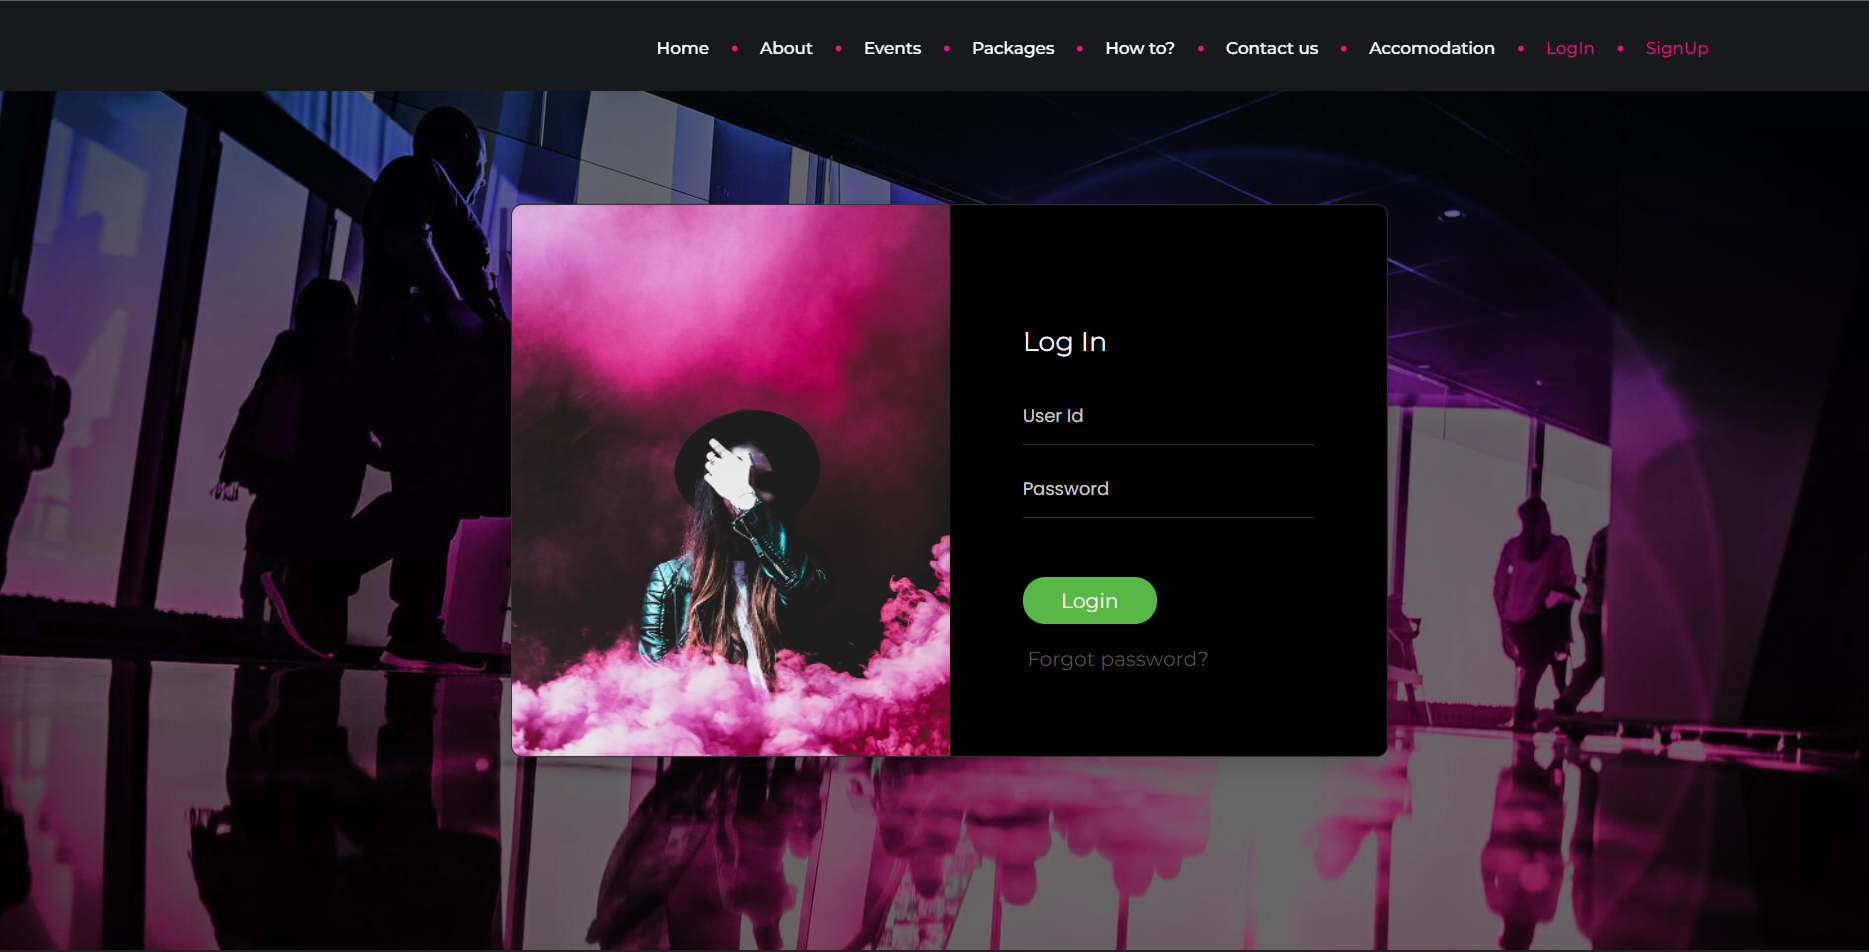 Home • About • Events • Packages • How to? • Contact us • Accomodation • LogIn • SignUp
Log In
User Id
Password
Login
Forgot password?